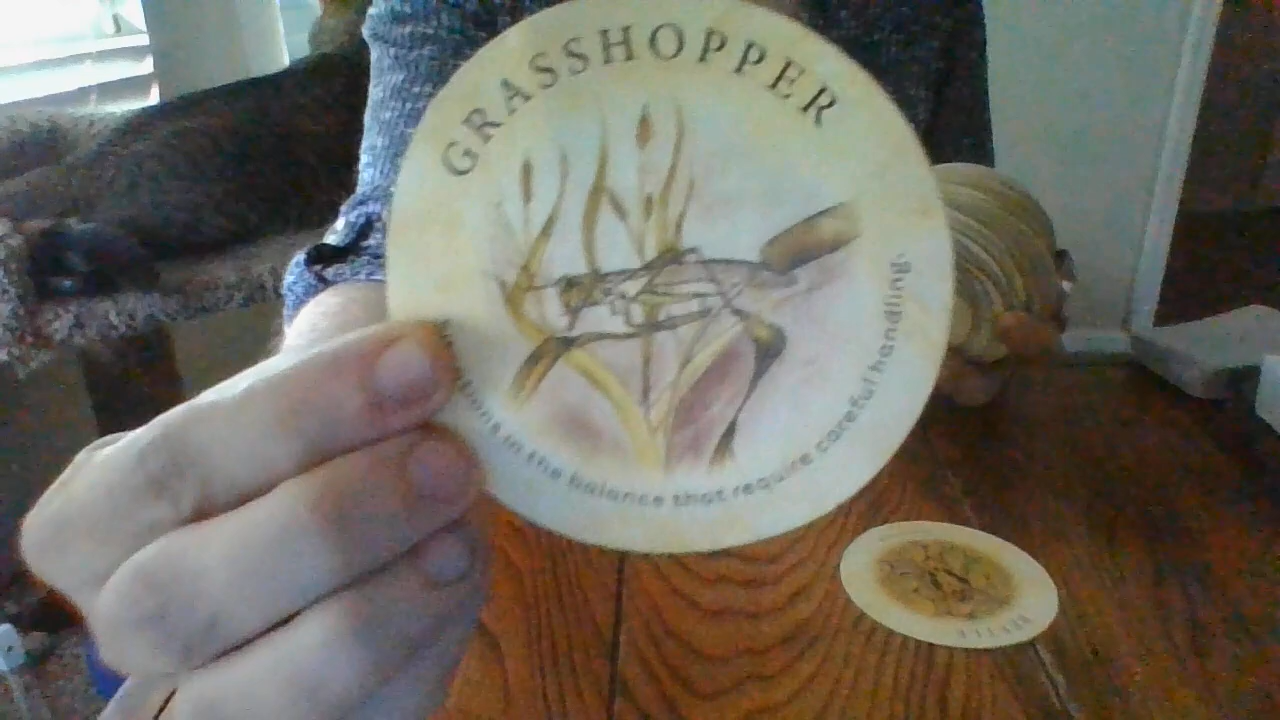 GRASSHOPPER
in the balance that require careful handling.